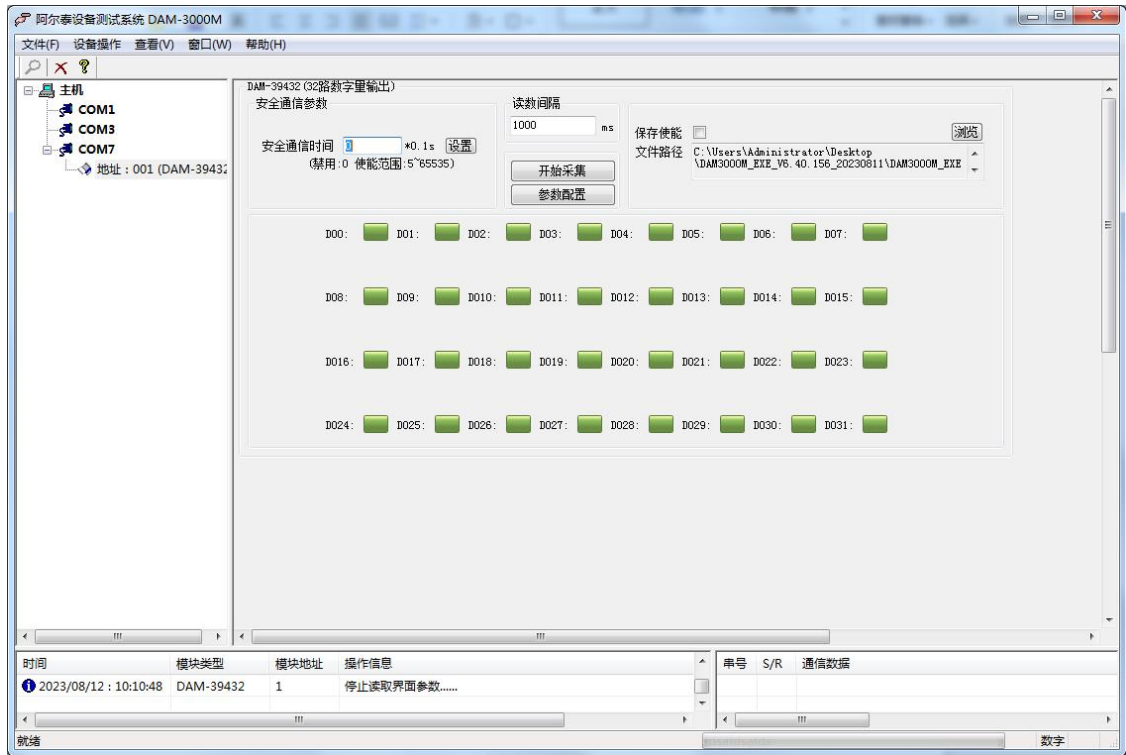 阿尔泰设备测试系统 DAM-3000M
文件(F) 设备操作 查看(V) 窗口(W) 帮助(H)
主机
COM1
COM3
COM7
地址：001 (DAM-39432
DAM-39432(32路数字里输出)
安全通信参数
安全通信时间 0 *0.1s 设置
(禁用:0 使能范围:5~65535)
读数间隔
1000 ms
开始采集
参数配置
保存使能 浏览
文件路径 C:\Users\Administrator\Desktop
\DAM3000M_EXE_V6.40.156_20230811\DAM3000M_EXE
DO0: DO1: DO2: DO3: DO4: DO5: DO6: DO7:
DO8: DO9: DO10: DO11: DO12: DO13: DO14: DO15:
DO16: DO17: DO18: DO19: DO20: DO21: DO22: DO23:
DO24: DO25: DO26: DO27: DO28: DO29: DO30: DO31:
时间 模块类型 模块地址 操作信息
2023/08/12：10:10:48 DAM-39432 1 停止读取界面参数......
串号 S/R 通信数据
就绪 数字